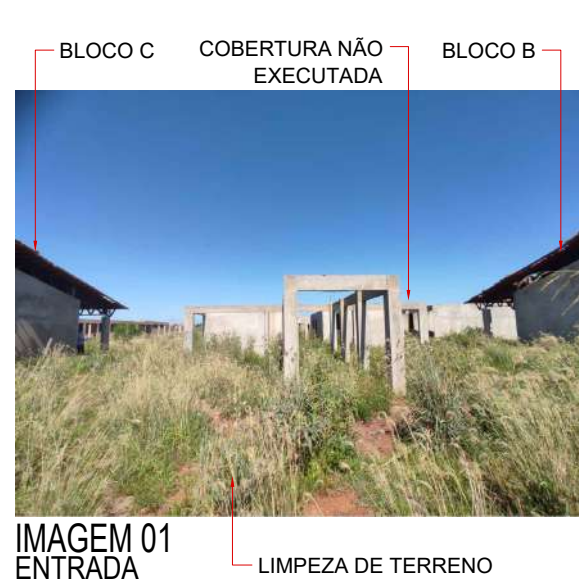 BLOCO C
COBERTURA NÃO
EXECUTADA
BLOCO B
IMAGEM 01
ENTRADA
LIMPEZA DE TERRENO